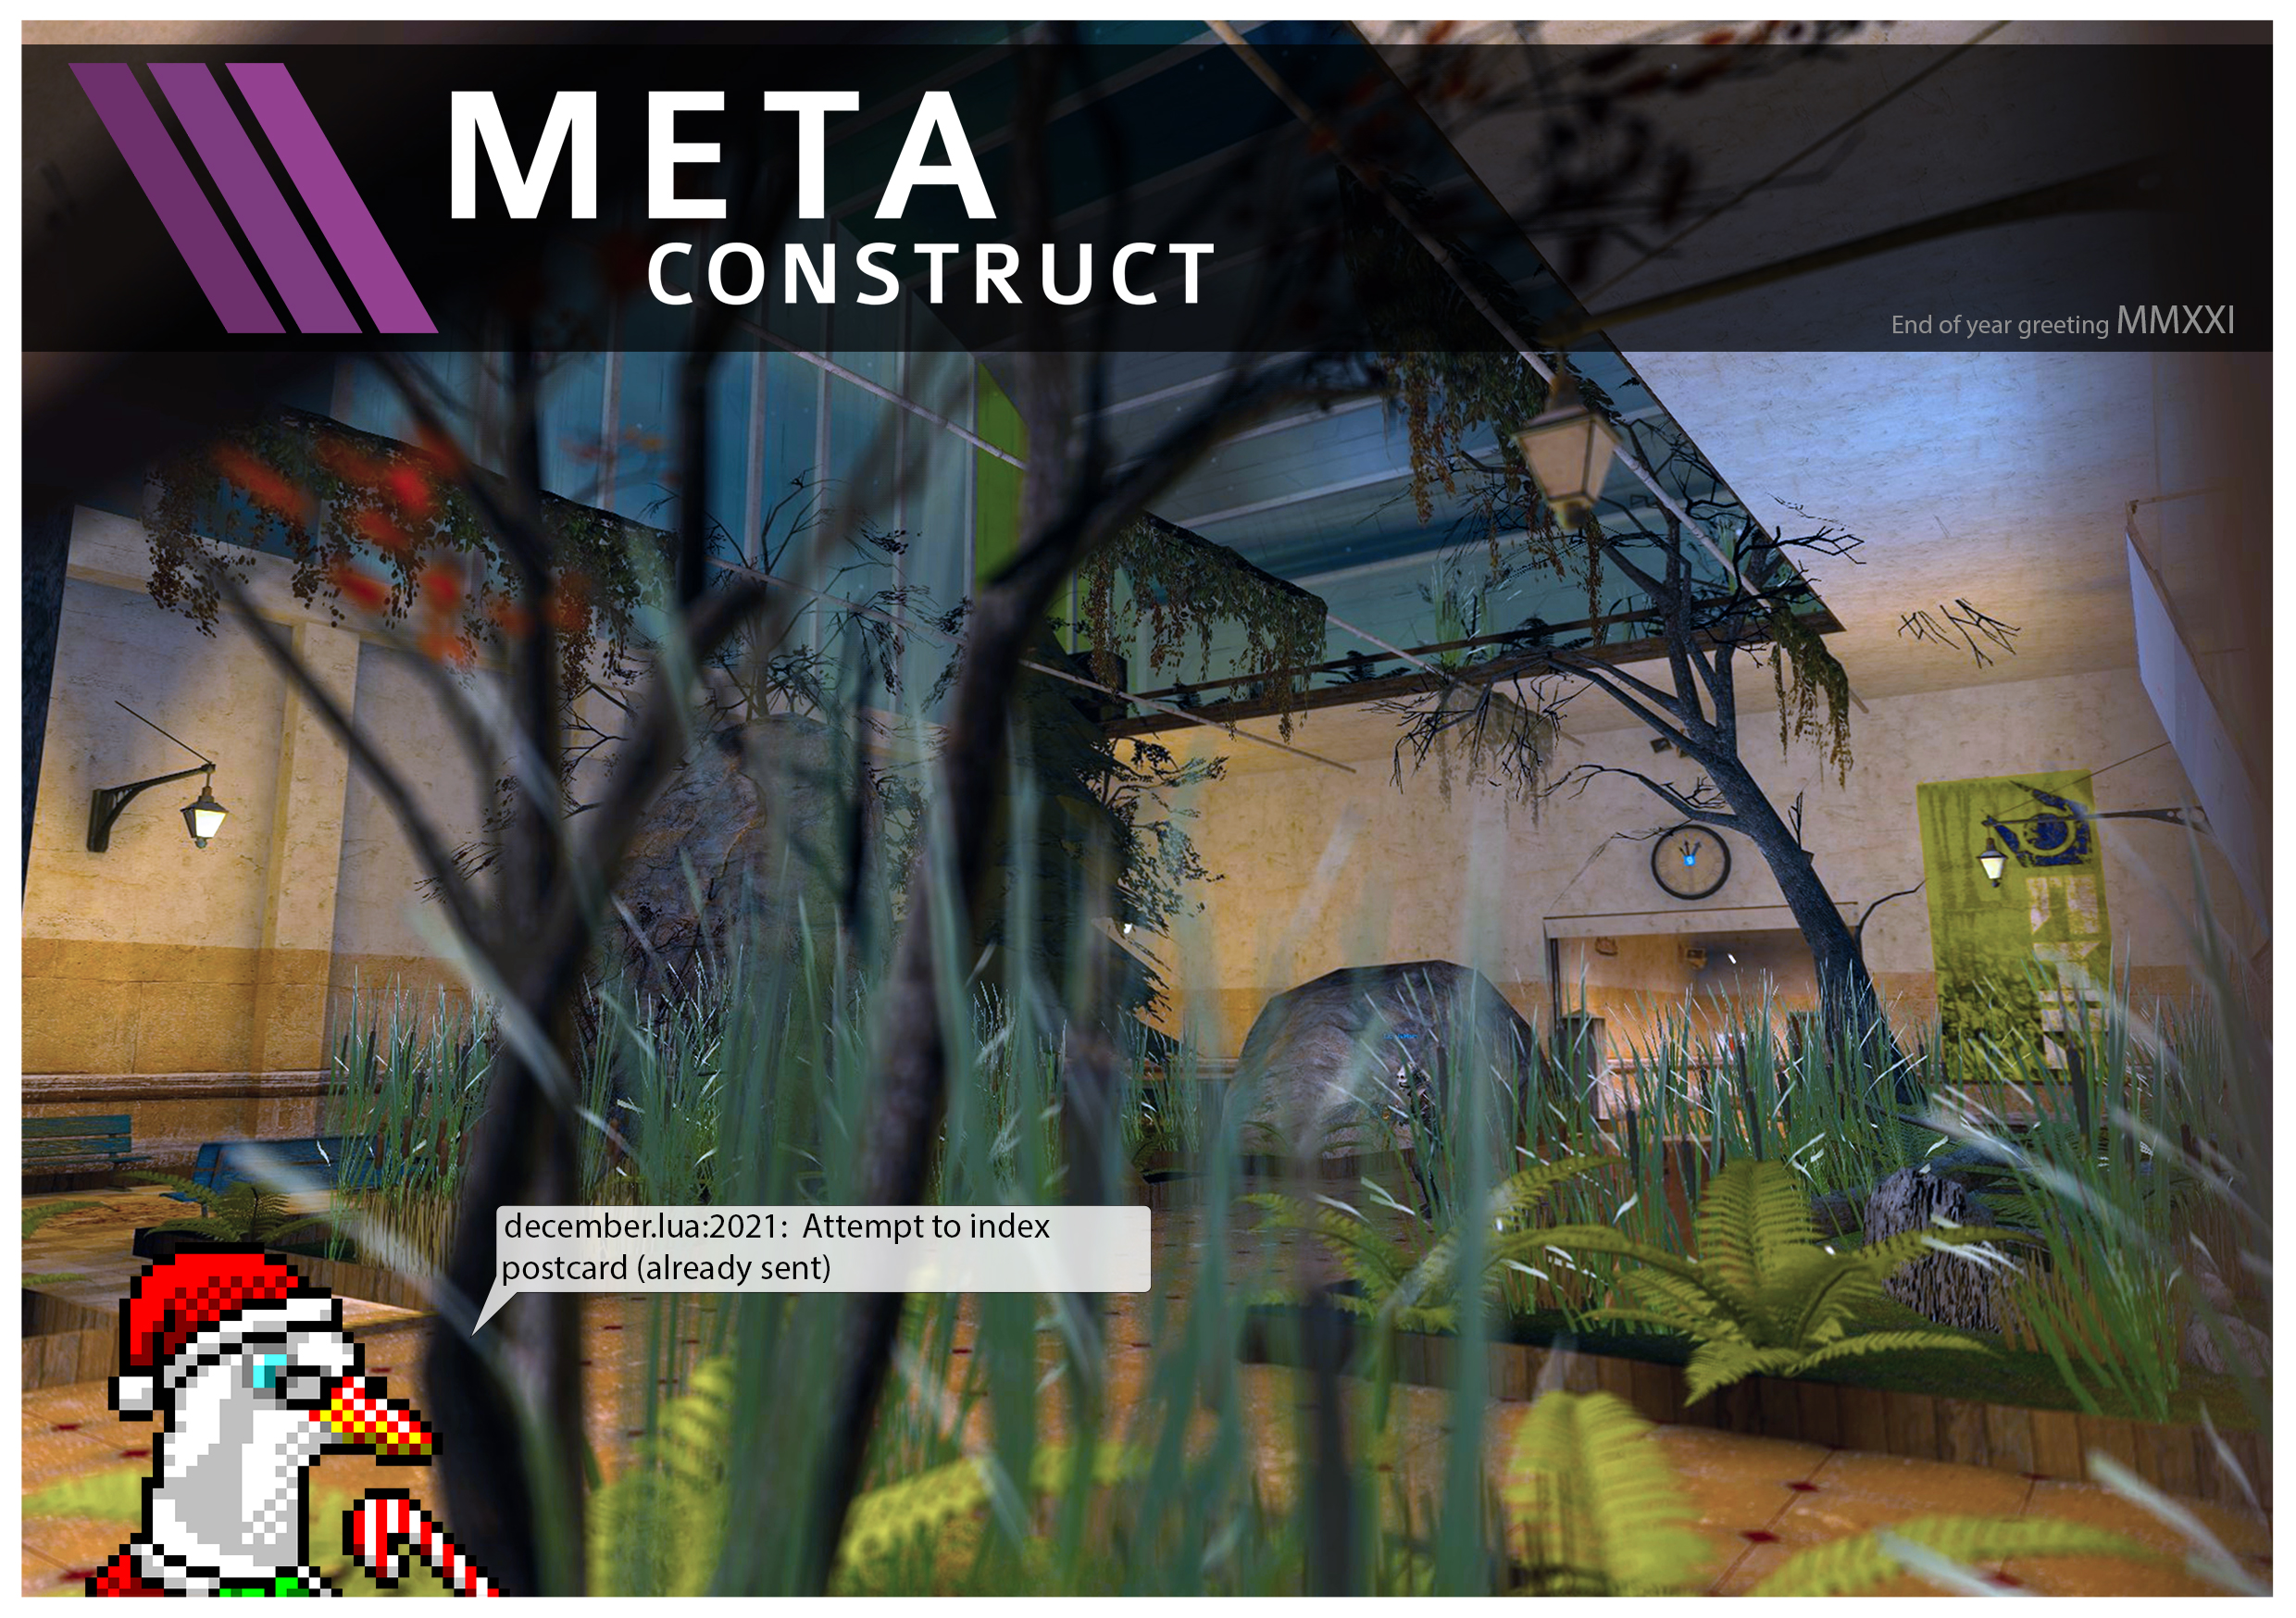 META
CONSTRUCT
End of year greeting MMXXI
december.lua:2021:  Attempt to index
postcard (already sent)